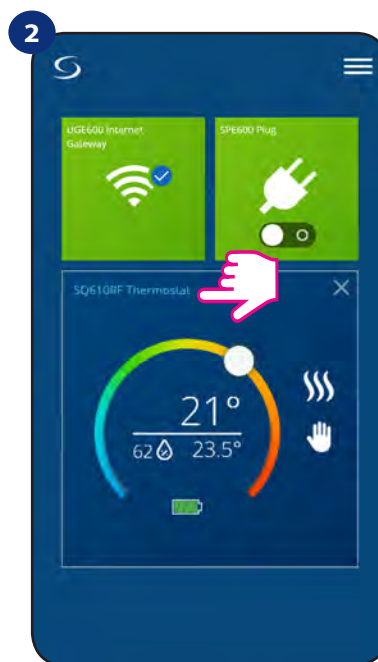 2
UGE600 Internet
Gateway
SPE600 Plug
SQ610RF Thermostat
21°
62 23.5°